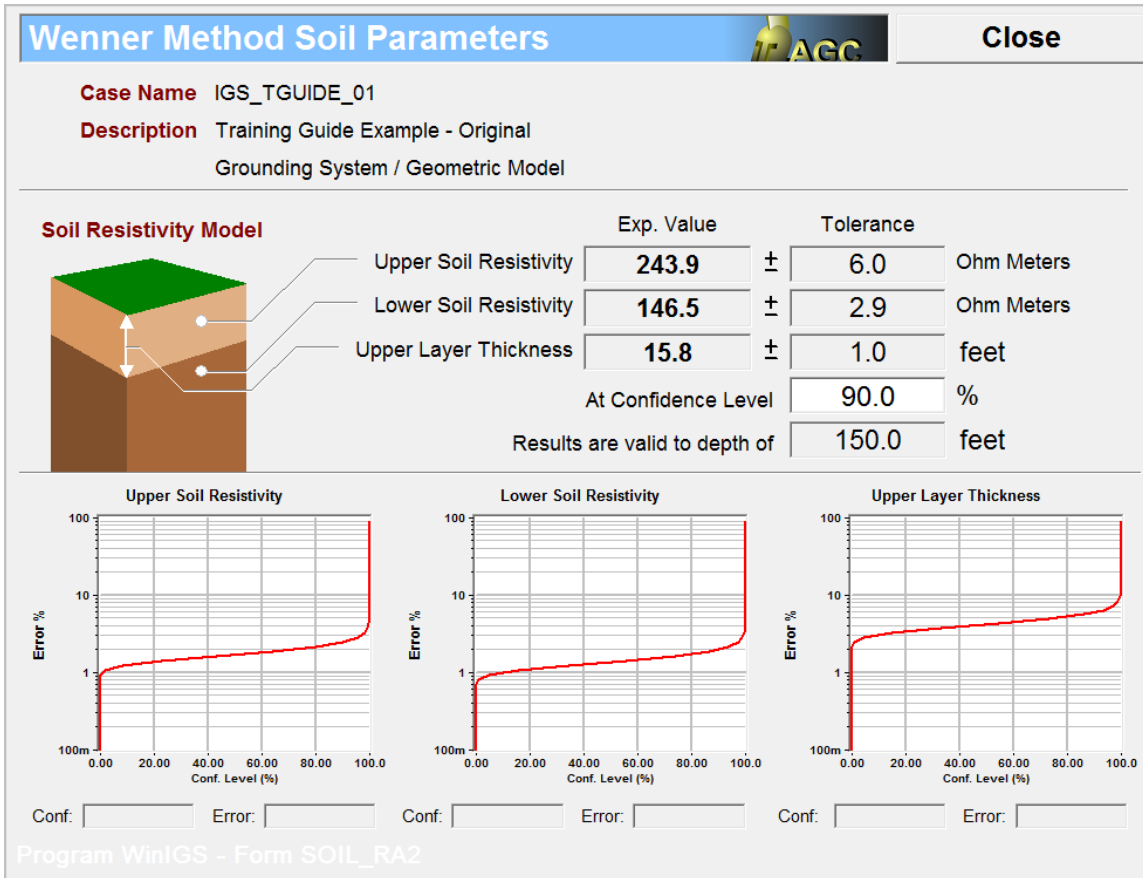 Wenner Method Soil Parameters
AGC
Close
Case Name IGS_TGUIDE_01
Description Training Guide Example - Original
Grounding System / Geometric Model
Soil Resistivity Model
Exp. Value Tolerance
Upper Soil Resistivity 243.9 ± 6.0 Ohm Meters
Lower Soil Resistivity 146.5 ± 2.9 Ohm Meters
Upper Layer Thickness 15.8 ± 1.0 feet
At Confidence Level 90.0 %
Results are valid to depth of 150.0 feet
Upper Soil Resistivity
100
10
1
100m
Error %
0.00 20.00 40.00 60.00 80.00 100.0
Conf. Level (%)
Conf: Error:
Lower Soil Resistivity
100
10
1
100m
Error %
0.00 20.00 40.00 60.00 80.00 100.0
Conf. Level (%)
Conf: Error:
Upper Layer Thickness
100
10
1
100m
Error %
0.00 20.00 40.00 60.00 80.00 100.0
Conf. Level (%)
Conf: Error:
Program WinIGS - Form SOIL_RA2